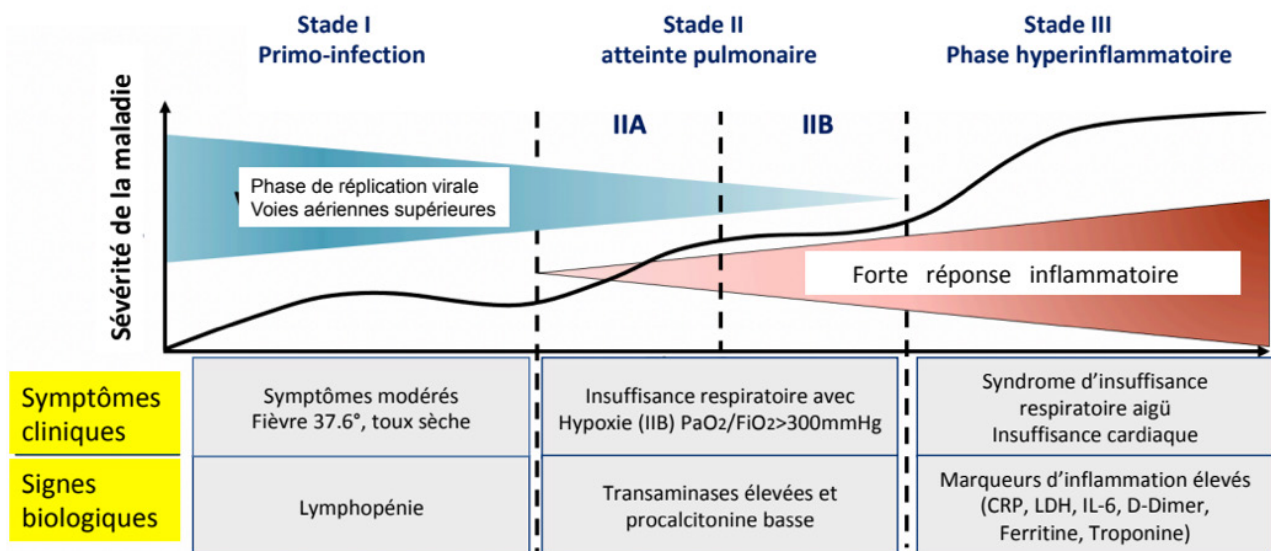 Stade I
Primo-infection
Stade II
atteinte pulmonaire
Stade III
Phase hyperinflammatoire
Sévérité de la maladie
IIA
IIB
Phase de réplication virale
Voies aériennes supérieures
Forte réponse inflammatoire
Symptômes
cliniques
Symptômes modérés
Fièvre 37.6°, toux sèche
Insuffisance respiratoire avec
Hypoxie (IIB) PaO2/FiO2>300mmHg
Syndrome d'insuffisance
respiratoire aigü
Insuffisance cardiaque
Signes
biologiques
Lymphopénie
Transaminases élevées et
procalcitonine basse
Marqueurs d'inflammation élevés
(CRP, LDH, IL-6, D-Dimer,
Ferritine, Troponine)